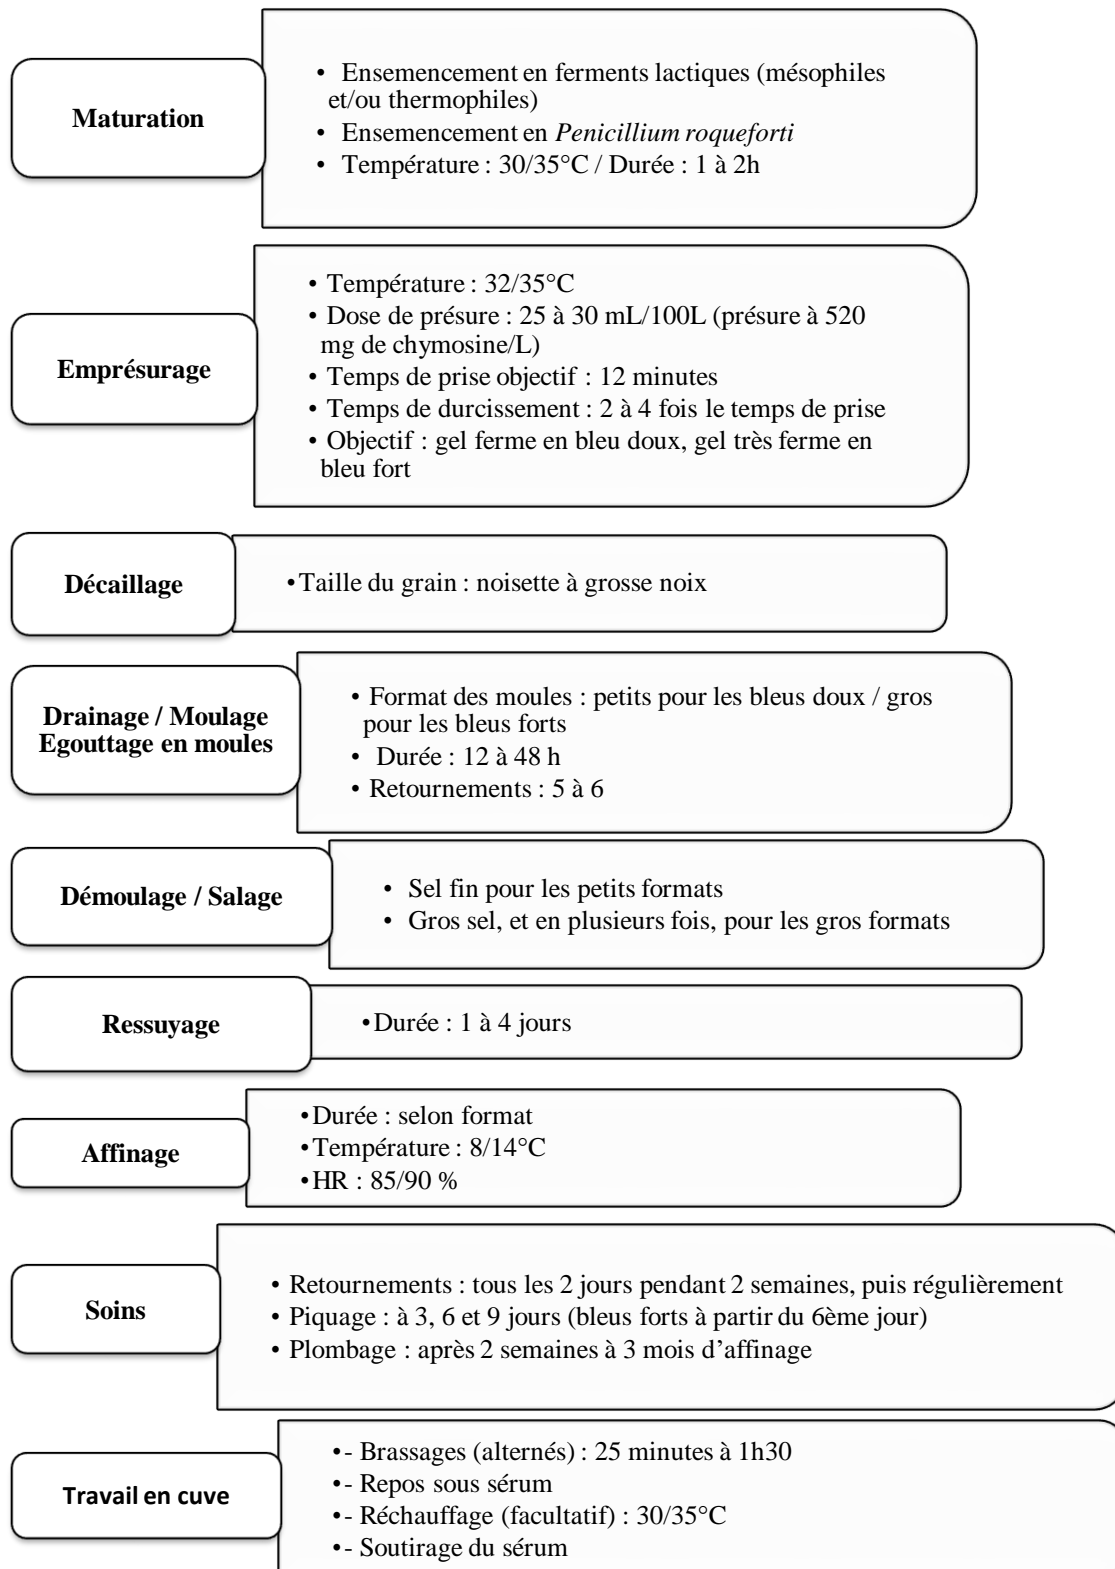 Maturation
• Ensemencement en ferments lactiques (mésophiles
et/ou thermophiles)
• Ensemencement en Penicillium roqueforti
• Température : 30/35°C / Durée : 1 à 2h
Emprésurage
• Température : 32/35°C
• Dose de présure : 25 à 30 mL/100L (présure à 520
mg de chymosine/L)
• Temps de prise objectif : 12 minutes
• Temps de durcissement : 2 à 4 fois le temps de prise
• Objectif : gel ferme en bleu doux, gel très ferme en
bleu fort
Décaillage
• Taille du grain : noisette à grosse noix
Drainage / Moulage
Egouttage en moules
• Format des moules : petits pour les bleus doux / gros
pour les bleus forts
• Durée : 12 à 48 h
• Retournements : 5 à 6
Démoulage / Salage
• Sel fin pour les petits formats
• Gros sel, et en plusieurs fois, pour les gros formats
Ressuyage
• Durée : 1 à 4 jours
Affinage
• Durée : selon format
• Température : 8/14°C
• HR : 85/90 %
Soins
• Retournements : tous les 2 jours pendant 2 semaines, puis régulièrement
• Piquage : à 3, 6 et 9 jours (bleus forts à partir du 6ème jour)
• Plombage : après 2 semaines à 3 mois d’affinage
Travail en cuve
•- Brassages (alternés) : 25 minutes à 1h30
•- Repos sous sérum
•- Réchauffage (facultatif) : 30/35°C
•- Soutirage du sérum